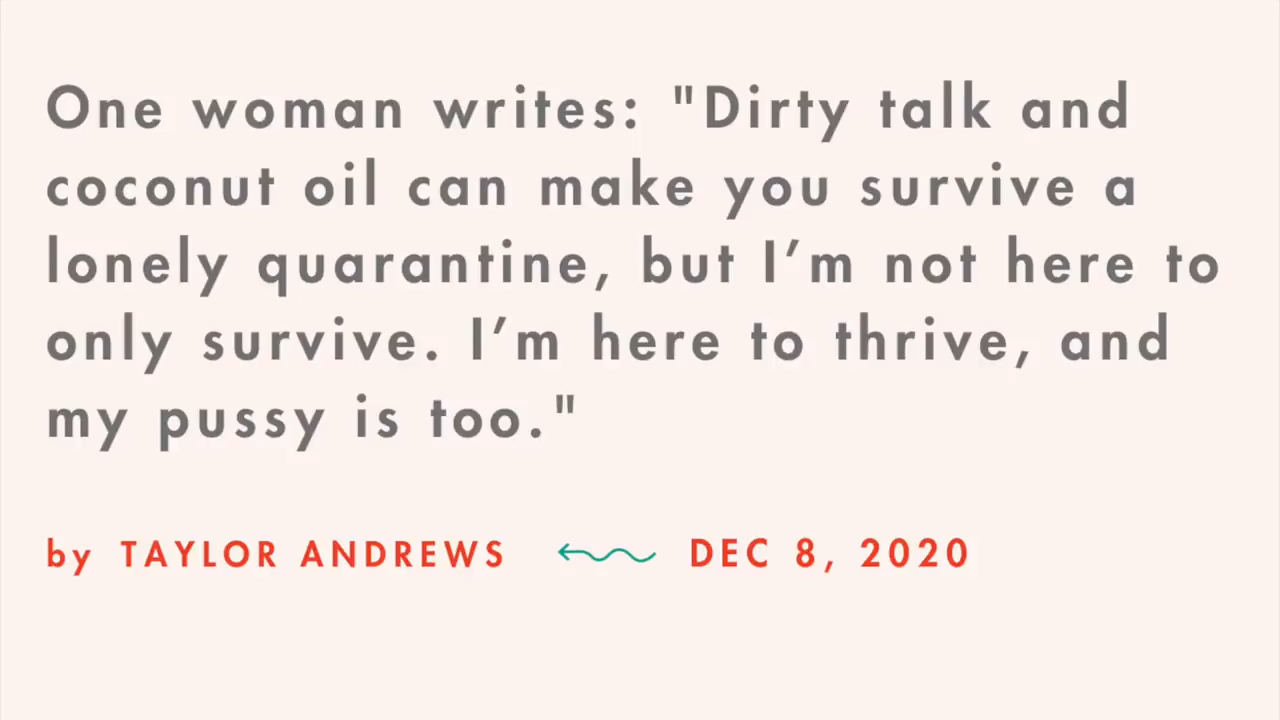 One woman writes: "Dirty talk and
coconut oil can make you survive a
lonely quarantine, but I’m not here to
only survive. I’m here to thrive, and
my pussy is too."
by TAYLOR ANDREWS DEC 8, 2020